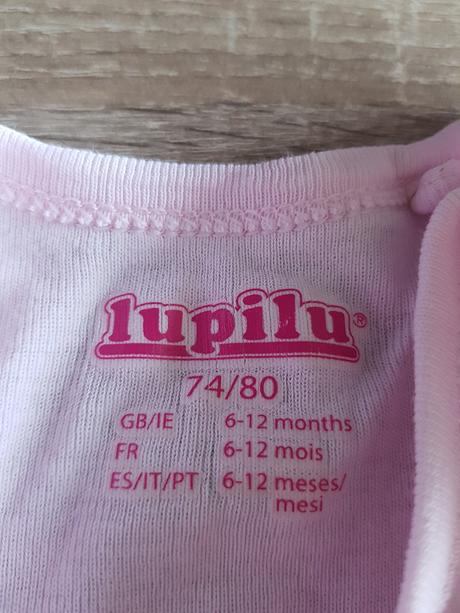 lupilu®
74/80
GB/IE 6-12 months
FR 6-12 mois
ES/IT/PT 6-12 meses/
mesi